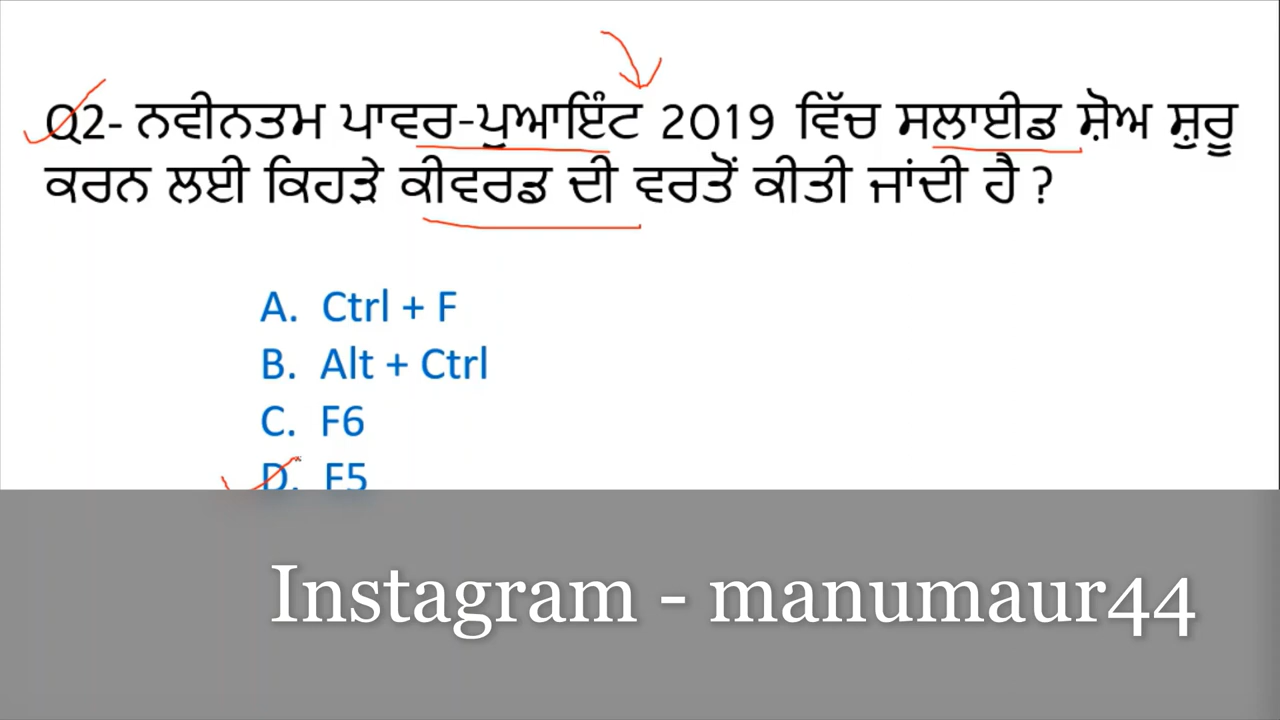 Q2- ਨਵੀਨਤਮ ਪਾਵਰ-ਪੁਆਇੰਟ 2019 ਵਿੱਚ ਸਲਾਈਡ ਸ਼ੋਅ ਸ਼ੁਰੂ
ਕਰਨ ਲਈ ਕਿਹੜੇ ਕੀਵਰਡ ਦੀ ਵਰਤੋਂ ਕੀਤੀ ਜਾਂਦੀ ਹੈ ?
A. Ctrl + F
B. Alt + Ctrl
C. F6
D. F5
Instagram - manumaur44